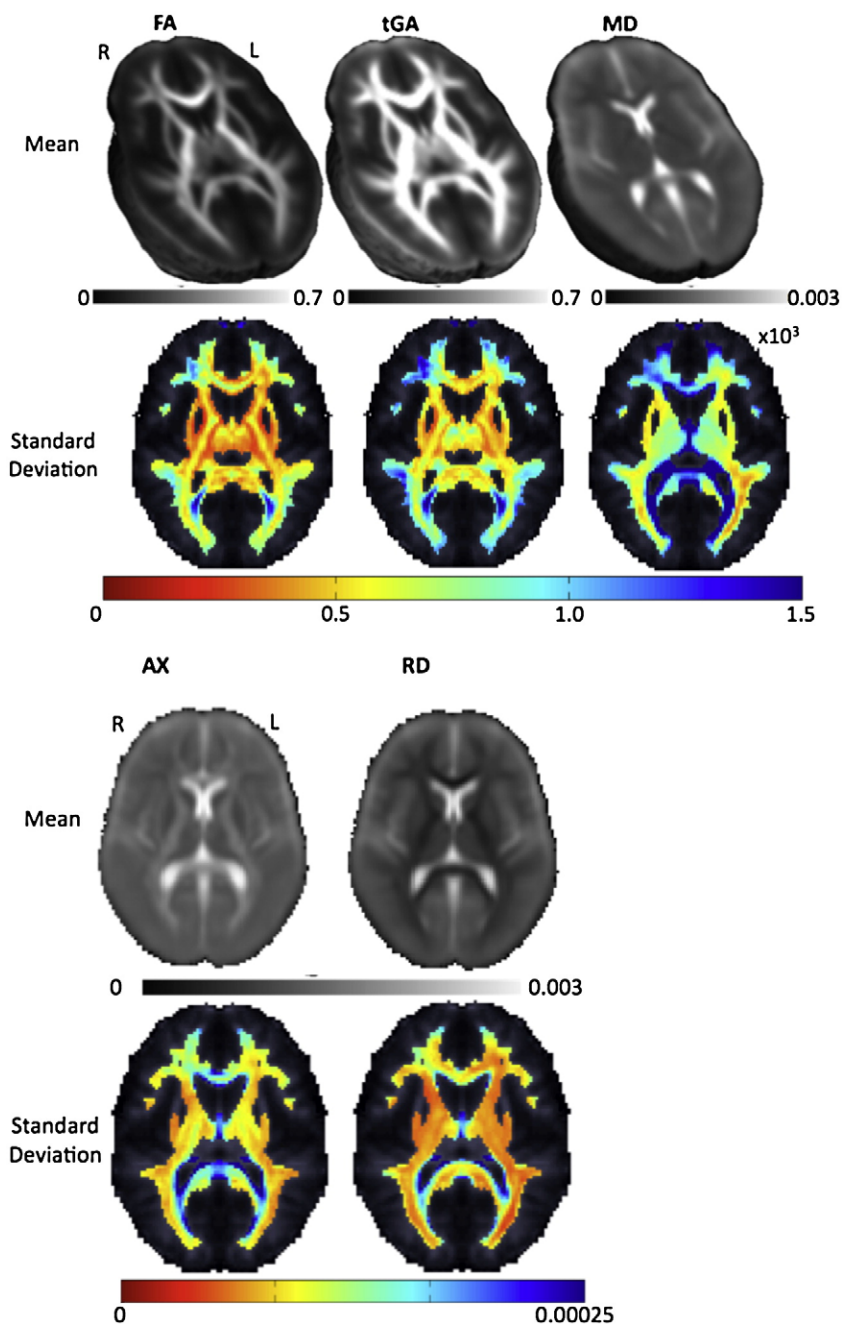 FA tGA MD
R L
Mean
0 0.7 0 0.7 0 0.003
x10³
Standard
Deviation
0 0.5 1.0 1.5
AX RD
R L
Mean
0 0.003
Standard
Deviation
0 0.00025